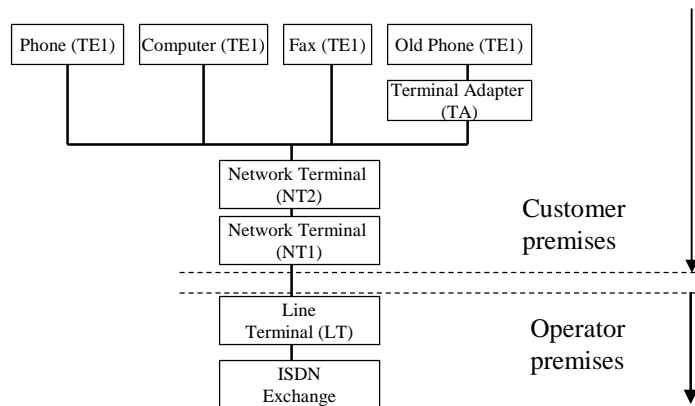 Phone (TE1)
Computer (TE1)
Fax (TE1)
Old Phone (TE1)
Terminal Adapter
(TA)
Network Terminal
(NT2)
Network Terminal
(NT1)
Customer
premises
Line
Terminal (LT)
Operator
premises
ISDN
Exchange